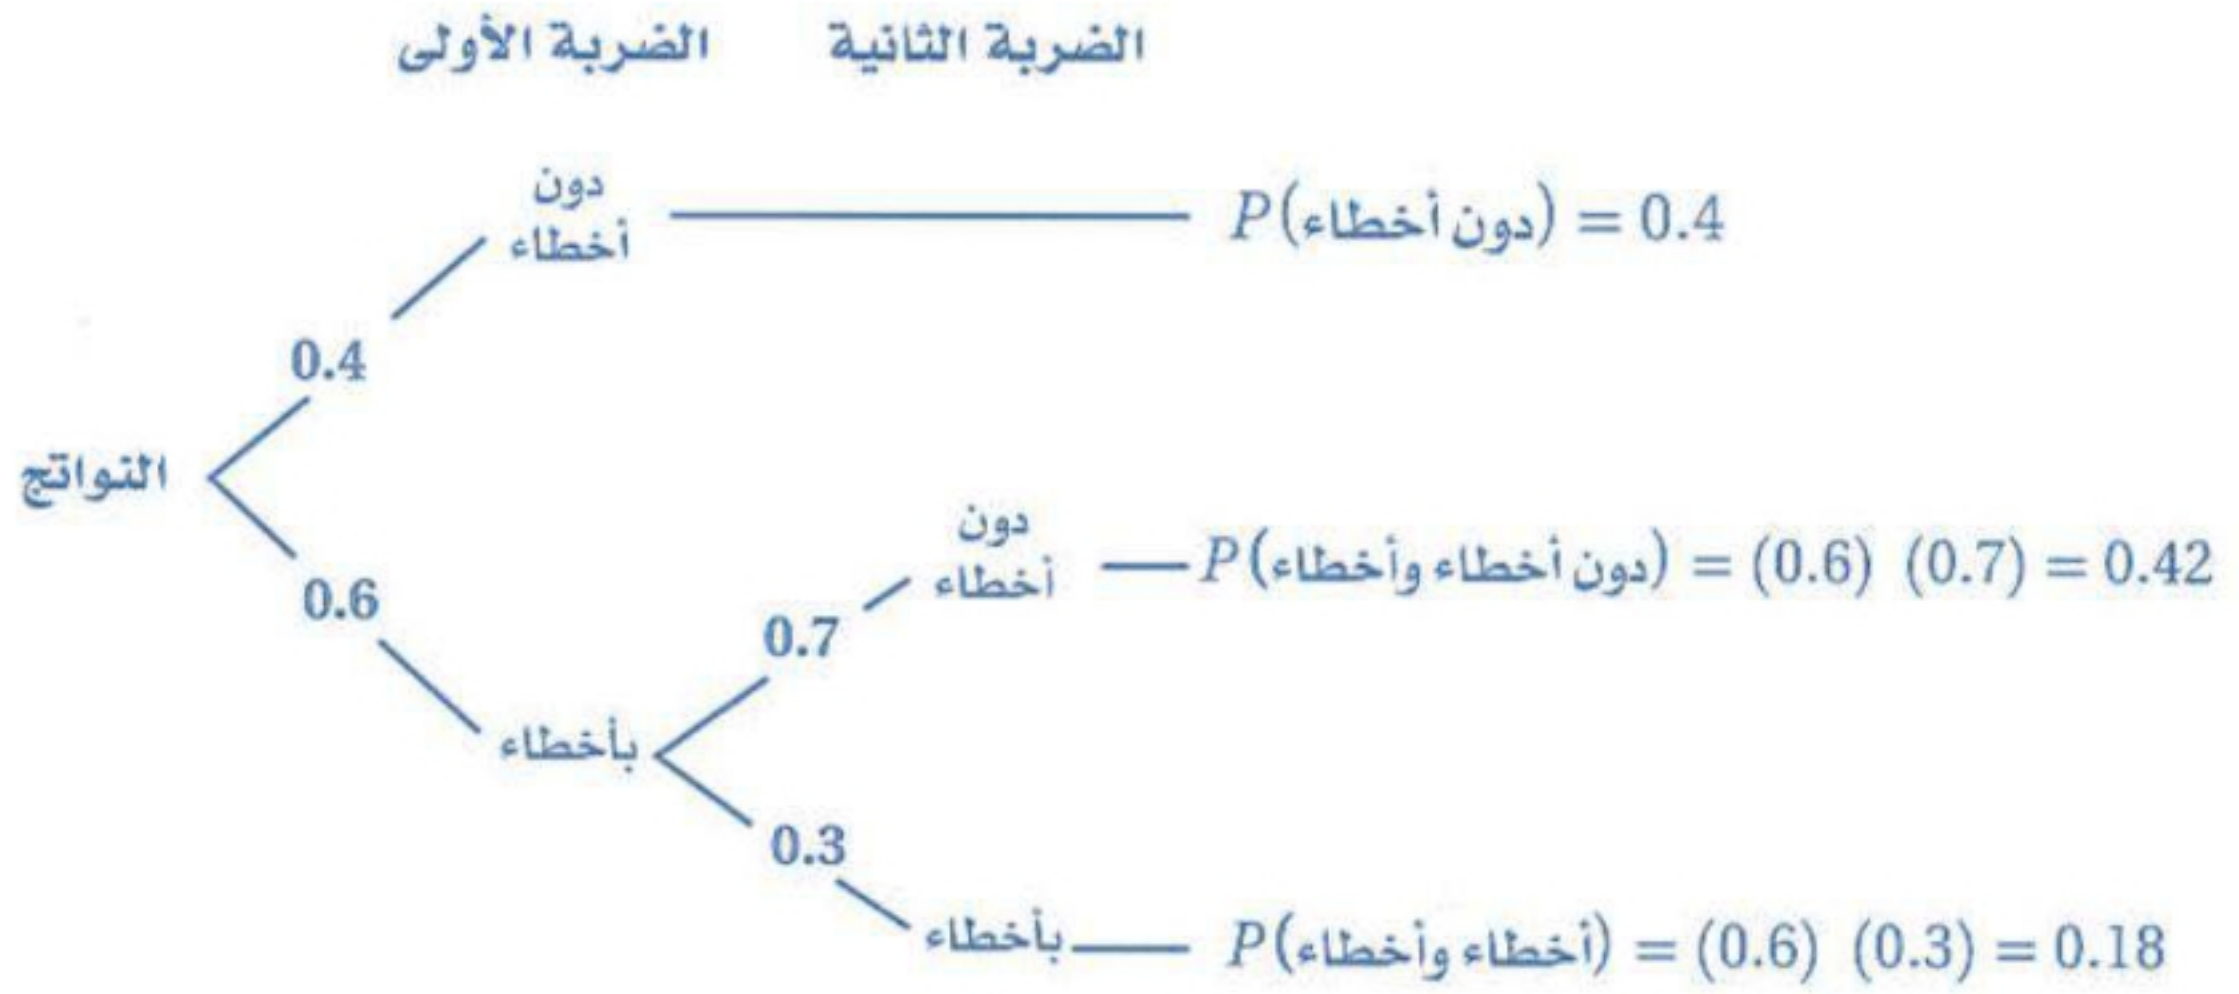 الضربة الأولى
الضربة الثانية
دون
أخطاء
P(دون أخطاء) = 0.4
0.4
النواتج
0.6
دون
أخطاء
P(دون أخطاء وأخطاء) = (0.6) (0.7) = 0.42
0.7
بأخطاء
0.3
بأخطاء
P(أخطاء وأخطاء) = (0.6) (0.3) = 0.18